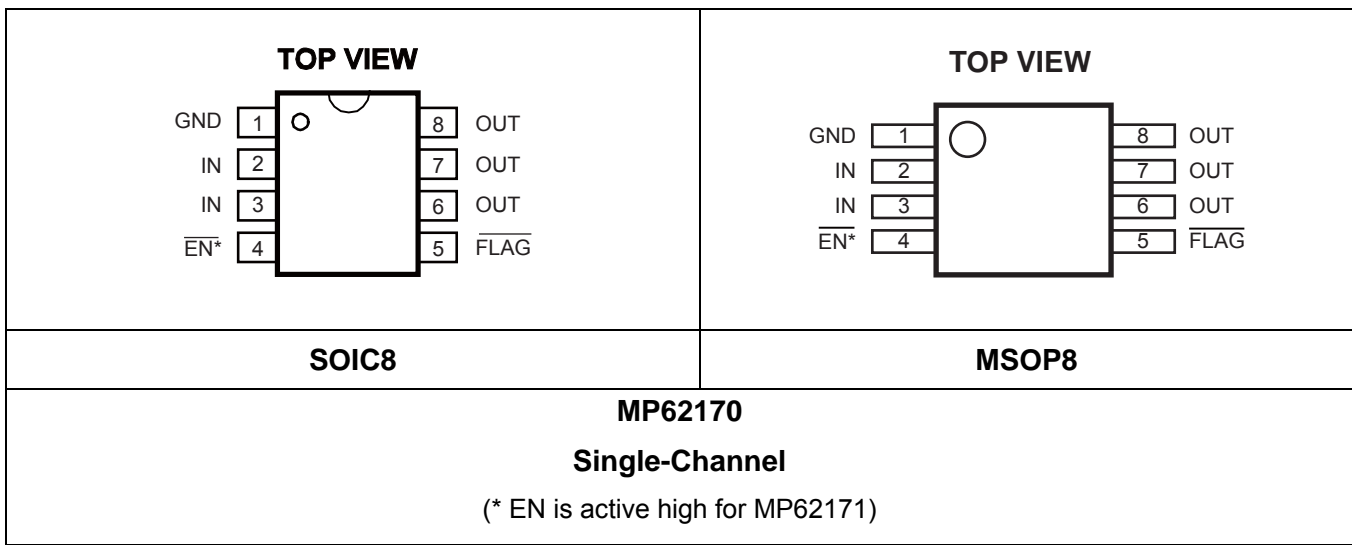 TOP VIEW
GND 1 8 OUT
IN 2 7 OUT
IN 3 6 OUT
EN* 4 5 FLAG
SOIC8
TOP VIEW
GND 1 8 OUT
IN 2 7 OUT
IN 3 6 OUT
EN* 4 5 FLAG
MSOP8
MP62170
Single-Channel
(* EN is active high for MP62171)